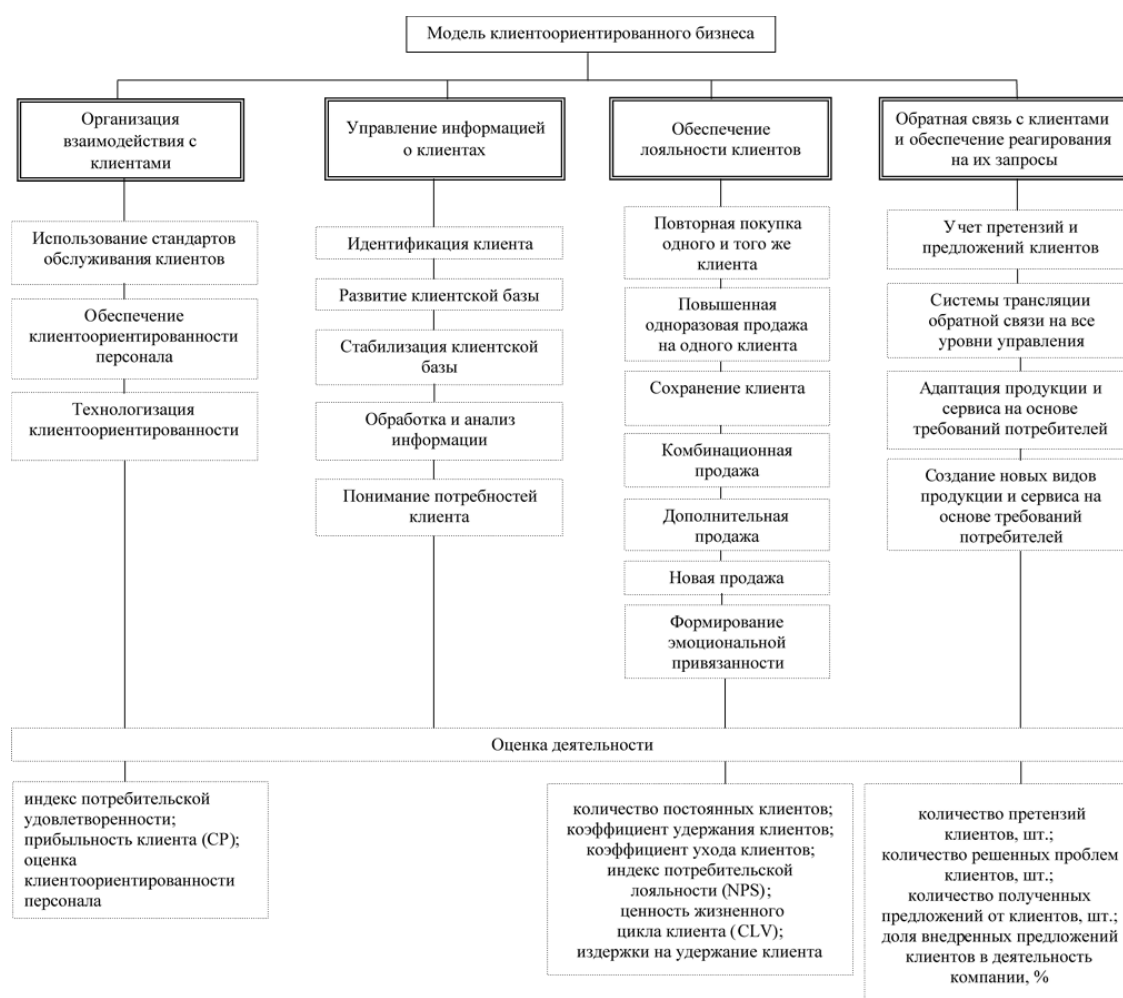 Модель клиентоориентированного бизнеса
Организация
взаимодействия с
клиентами
Управление информацией
о клиентах
Обеспечение
лояльности клиентов
Обратная связь с клиентами
и обеспечение реагирования
на их запросы
Использование стандартов
обслуживания клиентов
Обеспечение
клиентоориентированности
персонала
Технологизация
клиентоориентированности
Идентификация клиента
Развитие клиентской базы
Стабилизация клиентской
базы
Обработка и анализ
информации
Понимание потребностей
клиента
Повторная покупка
одного и того же
клиента
Повышенная
одноразовая продажа
на одного клиента
Сохранение клиента
Комбинационная
продажа
Дополнительная
продажа
Новая продажа
Формирование
эмоциональной
привязанности
Учет претензий и
предложений клиентов
Системы трансляции
обратной связи на все
уровни управления
Адаптация продукции и
сервиса на основе
требований потребителей
Создание новых видов
продукции и сервиса на
основе требований
потребителей
Оценка деятельности
индекс потребительской
удовлетворенности;
прибыльность клиента (CP);
оценка
клиентоориентированности
персонала
количество постоянных клиентов;
коэффициент удержания клиентов;
коэффициент ухода клиентов;
индекс потребительской
лояльности (NPS);
ценность жизненного
цикла клиента (CLV);
издержки на удержание клиента
количество претензий
клиентов, шт.;
количество решенных проблем
клиентов, шт.;
количество полученных
предложений от клиентов, шт.;
доля внедренных предложений
клиентов в деятельность
компании, %